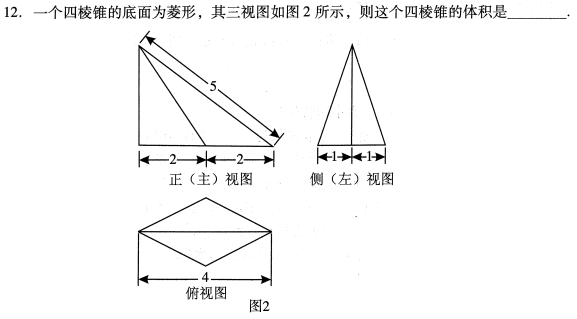 12. 一个四棱锥的底面为菱形，其三视图如图 2 所示，则这个四棱锥的体积是________.
5
2 2
1 1
正（主）视图 侧（左）视图
4
俯视图
图2